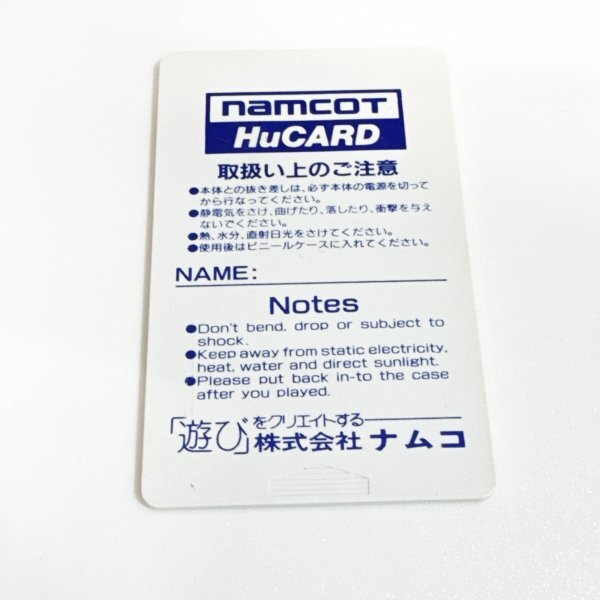 namcot
HuCARD
取扱い上のご注意
●本体との抜き差しは、必ず本体の電源を切って
から行なってください。
●静電気をさけ、曲げたり、落したり、衝撃を与え
ないでください。
●熱、水分、直射日光をさけてください。
●使用後はビニールケースに入れてください。
NAME:
Notes
●Don't bend, drop or subject to
shock.
●Keep away from static electricity,
heat, water and direct sunlight.
●Please put back in-to the case
after you played.
「遊び」をクリエイトする
株式会社 ナムコ